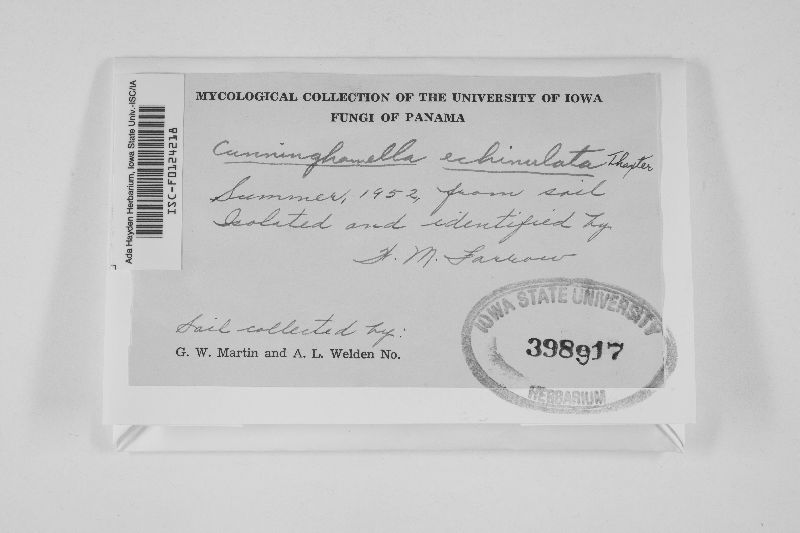 MYCOLOGICAL COLLECTION OF THE UNIVERSITY OF IOWA
FUNGI OF PANAMA
Cunninghamella echinulata Thaxter
Summer, 1952, from soil
Isolated and identified by
W. M. Farrow
Soil collected by:
G. W. Martin and A. L. Welden No.
Ada Hayden Herbarium, Iowa State Univ.-ISC/IA
ISC-F0124218
IOWA STATE UNIVERSITY
398917
HERBARIUM